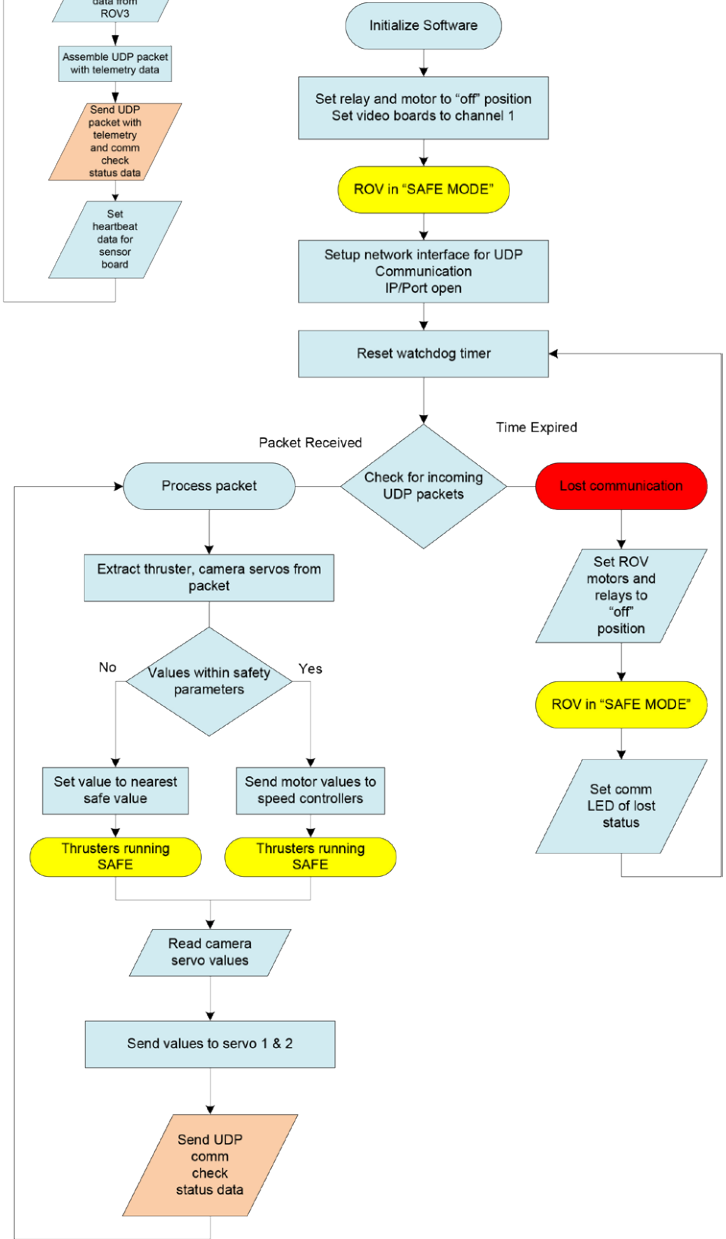 data from
ROV3
Assemble UDP packet
with telemetry data
Send UDP
packet with
telemetry
and comm
check
status data
Set
heartbeat
data for
sensor
board
Initialize Software
Set relay and motor to “off” position
Set video boards to channel 1
ROV in “SAFE MODE”
Setup network interface for UDP
Communication
IP/Port open
Reset watchdog timer
Check for incoming
UDP packets
Packet Received
Time Expired
Process packet
Extract thruster, camera servos from
packet
Values within safety
parameters
No
Yes
Set value to nearest
safe value
Send motor values to
speed controllers
Thrusters running
SAFE
Thrusters running
SAFE
Read camera
servo values
Send values to servo 1 & 2
Send UDP
comm
check
status data
Lost communication
Set ROV
motors and
relays to
“off”
position
ROV in “SAFE MODE”
Set comm
LED of lost
status